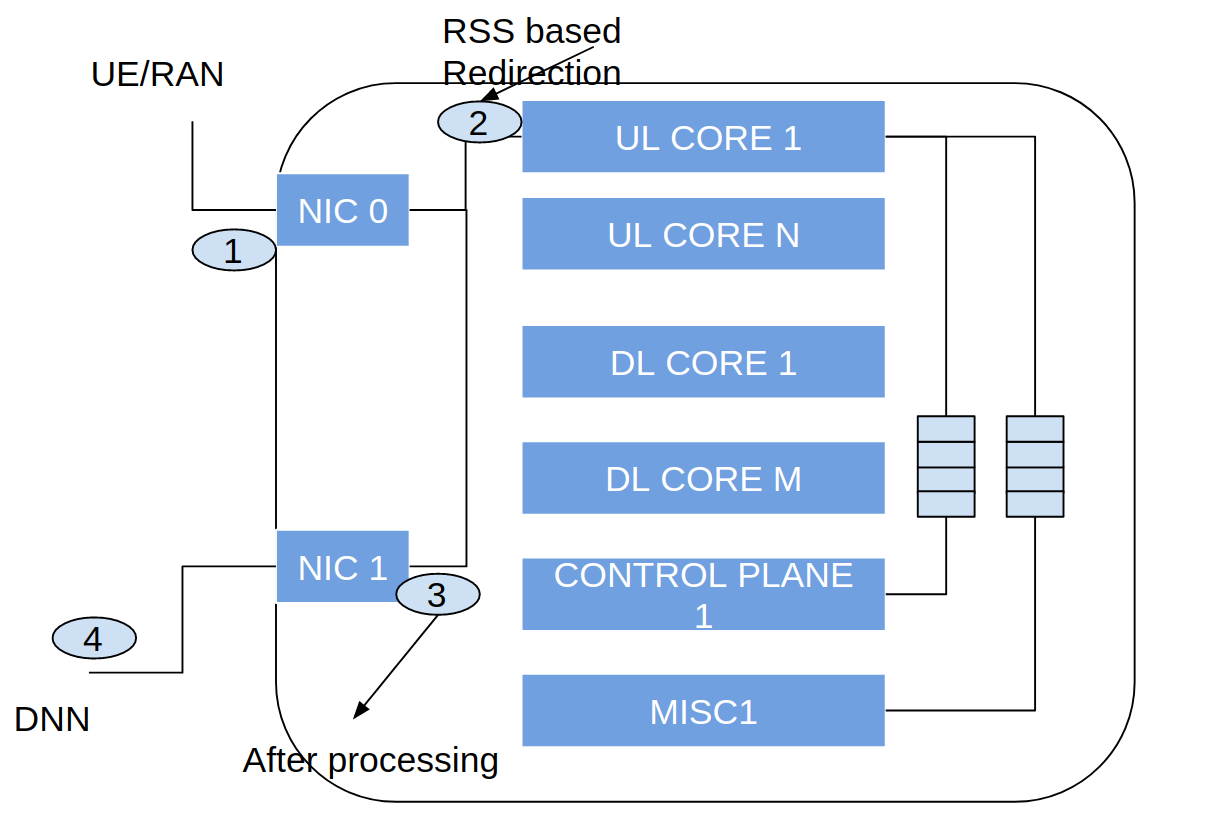 RSS based
Redirection
UE/RAN
2
UL CORE 1
NIC 0
UL CORE N
1
DL CORE 1
DL CORE M
NIC 1
CONTROL PLANE
1
3
4
MISC1
DNN
After processing